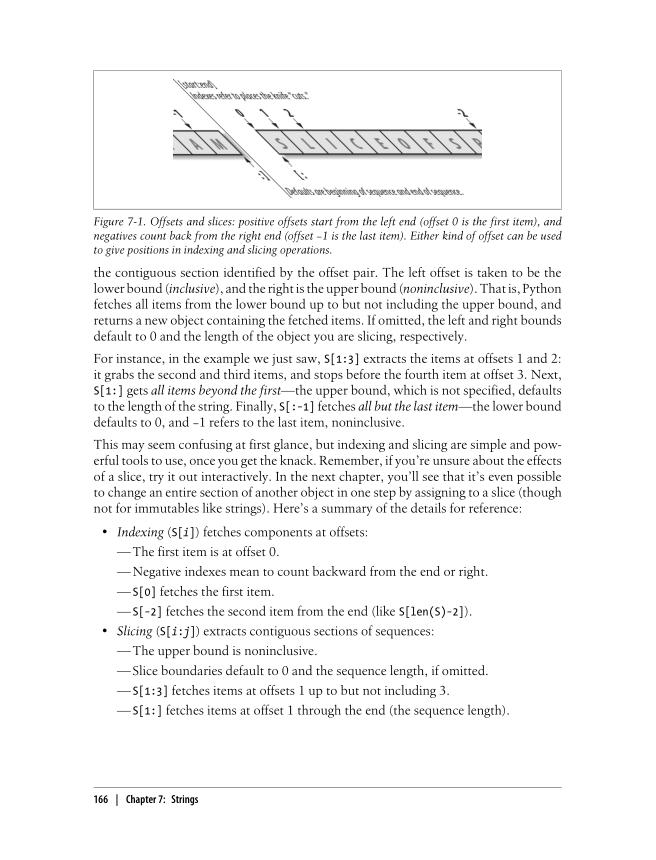 [start:end]
Indexes refer to places the knife "cuts."
0 1 2 -2
S L I C E O F S P A M
-1 :
Defaults are beginning of sequence and end of sequence.
Figure 7-1. Offsets and slices: positive offsets start from the left end (offset 0 is the first item), and
negatives count back from the right end (offset –1 is the last item). Either kind of offset can be used
to give positions in indexing and slicing operations.
the contiguous section identified by the offset pair. The left offset is taken to be the
lower bound (inclusive), and the right is the upper bound (noninclusive). That is, Python
fetches all items from the lower bound up to but not including the upper bound, and
returns a new object containing the fetched items. If omitted, the left and right bounds
default to 0 and the length of the object you are slicing, respectively.
For instance, in the example we just saw, S[1:3] extracts the items at offsets 1 and 2:
it grabs the second and third items, and stops before the fourth item at offset 3. Next,
S[1:] gets all items beyond the first—the upper bound, which is not specified, defaults
to the length of the string. Finally, S[:-1] fetches all but the last item—the lower bound
defaults to 0, and –1 refers to the last item, noninclusive.
This may seem confusing at first glance, but indexing and slicing are simple and pow-
erful tools to use, once you get the knack. Remember, if you're unsure about the effects
of a slice, try it out interactively. In the next chapter, you'll see that it's even possible
to change an entire section of another object in one step by assigning to a slice (though
not for immutables like strings). Here's a summary of the details for reference:
• Indexing (S[i]) fetches components at offsets:
—The first item is at offset 0.
—Negative indexes mean to count backward from the end or right.
—S[0] fetches the first item.
—S[-2] fetches the second item from the end (like S[len(S)-2]).
• Slicing (S[i:j]) extracts contiguous sections of sequences:
—The upper bound is noninclusive.
—Slice boundaries default to 0 and the sequence length, if omitted.
—S[1:3] fetches items at offsets 1 up to but not including 3.
—S[1:] fetches items at offset 1 through the end (the sequence length).
166 | Chapter 7: Strings